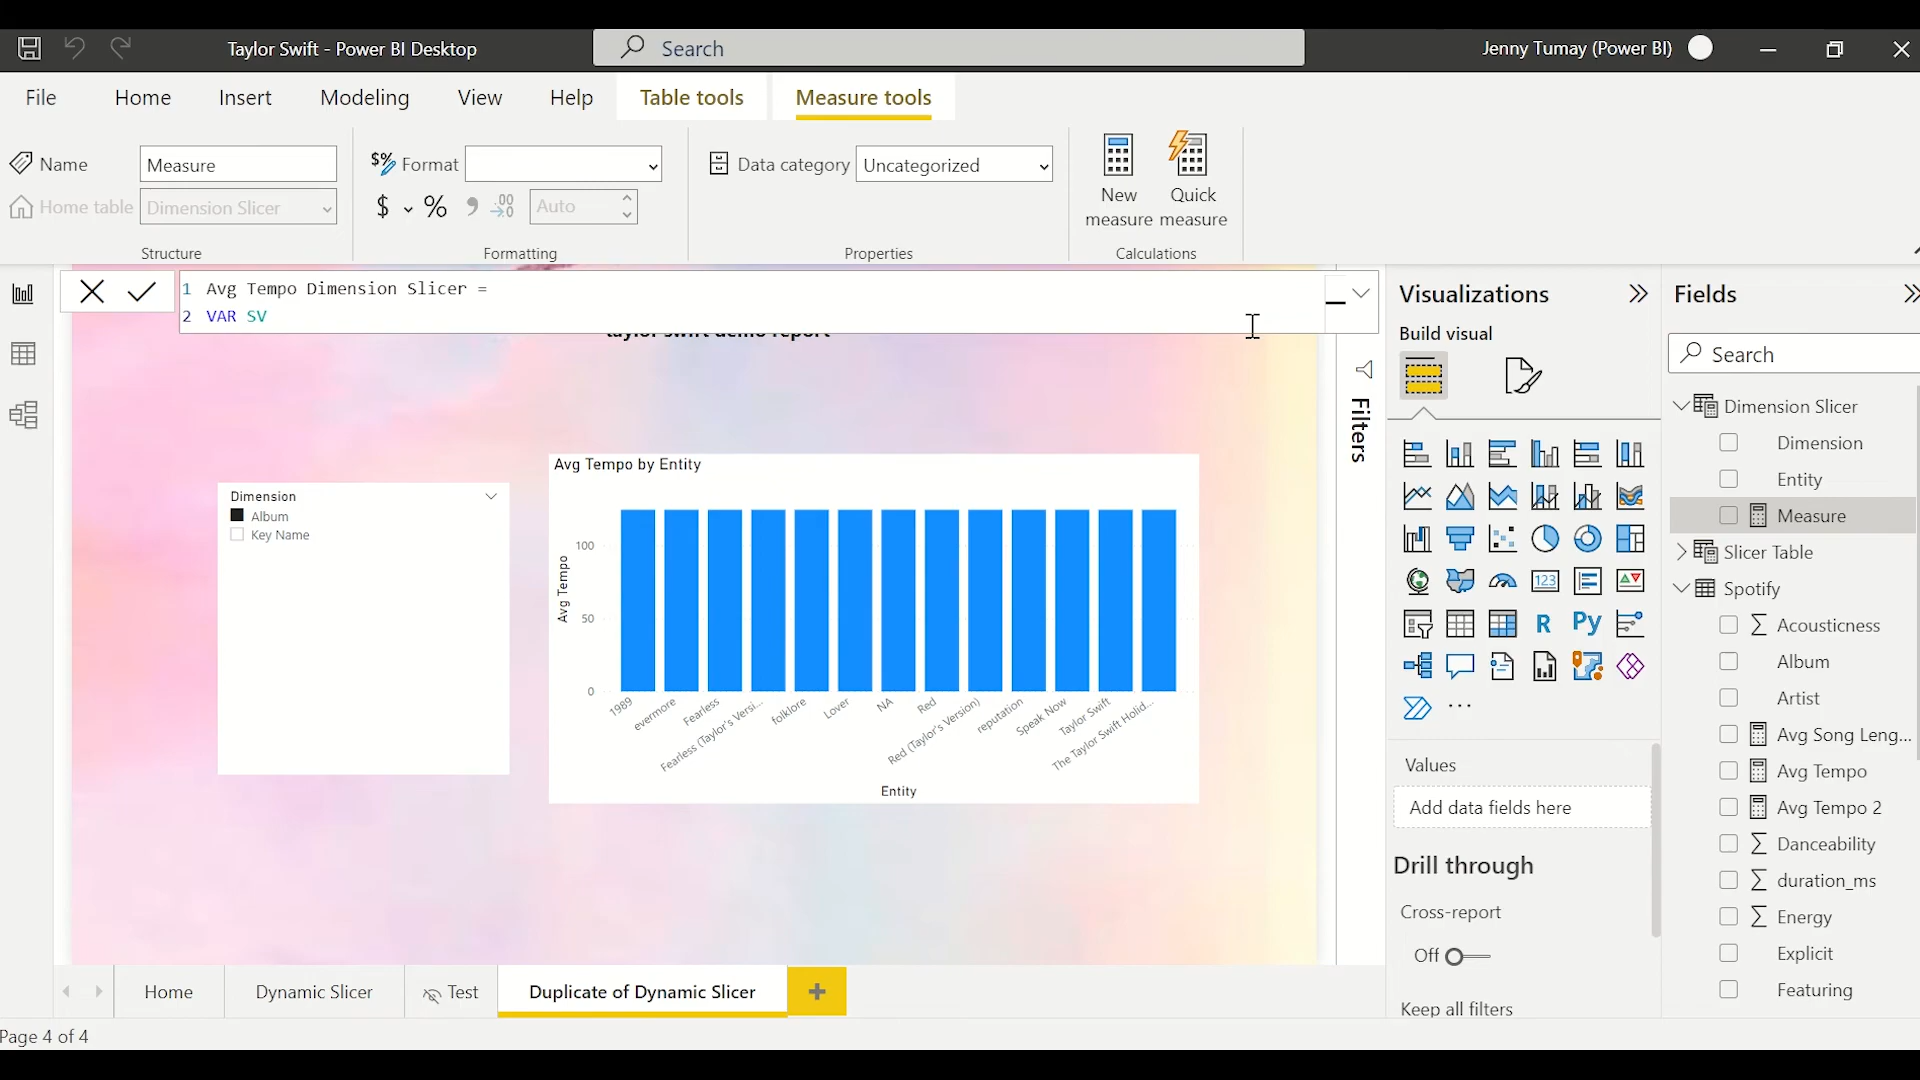 Taylor Swift - Power BI Desktop
Search
Jenny Tumay (Power BI)
File
Home
Insert
Modeling
View
Help
Table tools
Measure tools
Name
Measure
Format
Data category
Uncategorized
Home table
Dimension Slicer
$
%
Auto
New measure
Quick measure
Structure
Formatting
Properties
Calculations
1 Avg Tempo Dimension Slicer =
2 VAR SV
taylor swift demo report
Dimension
Album
Key Name
Avg Tempo by Entity
Avg Tempo
100
50
0
1989
evermore
Fearless
Fearless (Taylor's Versi...
folklore
Lover
NA
Red
Red (Taylor's Version)
reputation
Speak Now
Taylor Swift
The Taylor Swift Holid...
Entity
Filters
Visualizations
Build visual
123
R
Py
Values
Add data fields here
Drill through
Cross-report
Off
Keep all filters
Fields
Search
Dimension Slicer
Dimension
Entity
Measure
Slicer Table
Spotify
Acousticness
Album
Artist
Avg Song Leng...
Avg Tempo
Avg Tempo 2
Danceability
duration_ms
Energy
Explicit
Featuring
Home
Dynamic Slicer
Test
Duplicate of Dynamic Slicer
Page 4 of 4